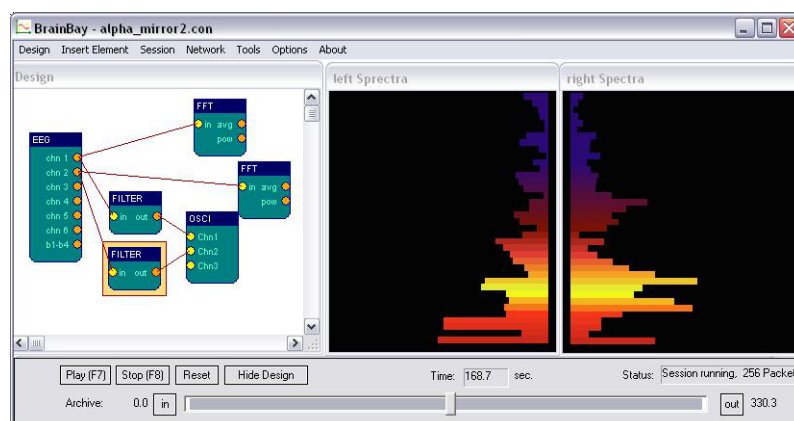 BrainBay - alpha_mirror2.con
Design Insert Element Session Network Tools Options About
Design
left Sprectra
right Spectra
FFT
in avg
pow
EEG
chn 1
chn 2
chn 3
chn 4
chn 5
chn 6
b1-b4
FFT
in avg
pow
FILTER
in out
OSCI
Chn1
Chn2
Chn3
FILTER
in out
Play (F7) Stop (F8) Reset Hide Design Time: 168.7 sec. Status: Session running, 256 Packet
Archive: 0.0 in out 330.3